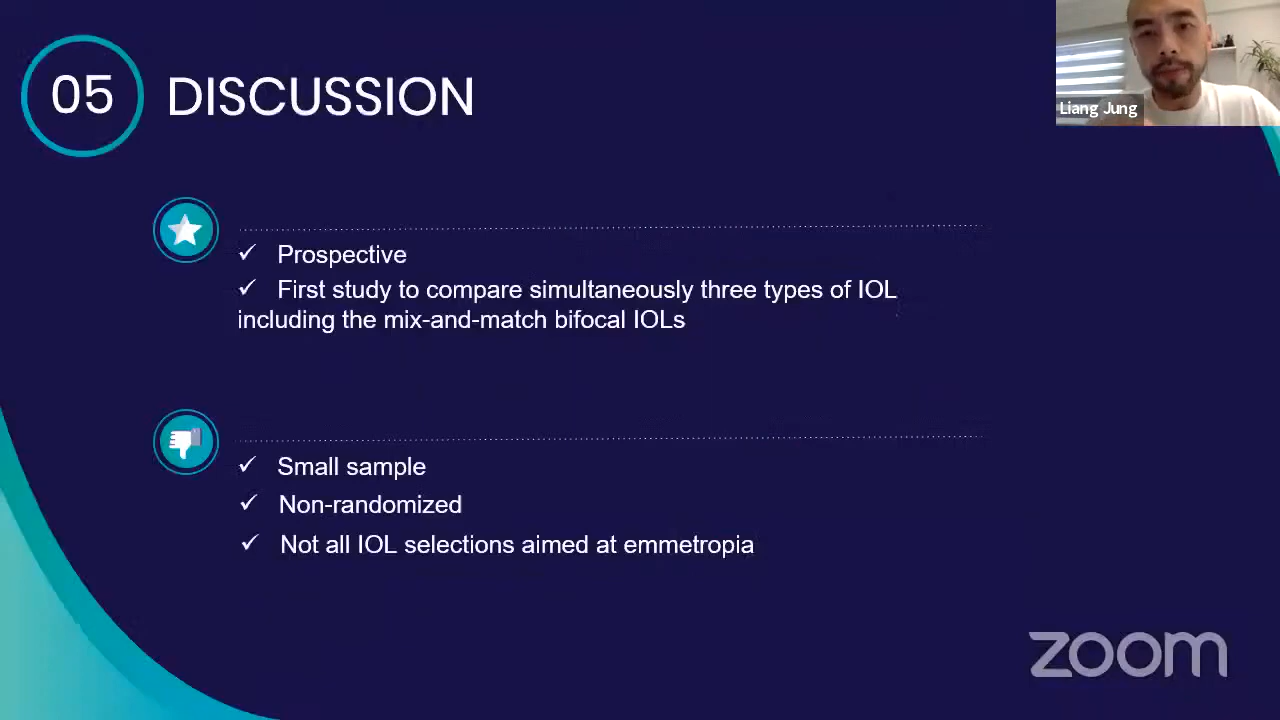 05 DISCUSSION
Liang Jung
✓ Prospective
✓ First study to compare simultaneously three types of IOL
including the mix-and-match bifocal IOLs
✓ Small sample
✓ Non-randomized
✓ Not all IOL selections aimed at emmetropia
zoom